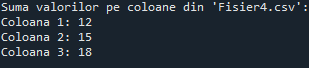 Suma valorilor pe coloane din 'Fisier4.csv':
Coloana 1: 12
Coloana 2: 15
Coloana 3: 18